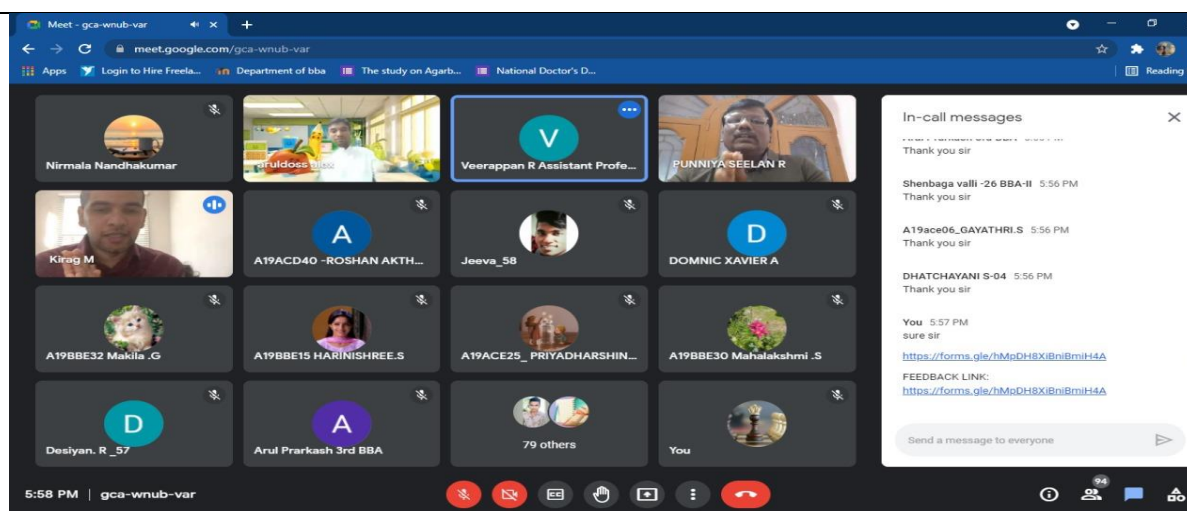 Meet - gca-wnub-var
meet.google.com/gca-wnub-var
Apps Login to Hire Freela... Department of bba The study on Agarb... National Doctor's D... Reading
Nirmala Nandhakumar
aruldoss
Veerappan R Assistant Profe...
PUNNIYA SEELAN R
Kirag M
A19ACD40 -ROSHAN AKTH...
Jeeva_58
DOMNIC XAVIER A
A19BBE32 Makila .G
A19BBE15 HARINISHREE.S
A19ACE25_ PRIYADHARSHIN...
A19BBE30 Mahalakshmi .S
D
Desiyan. R _57
A
Arul Prarkash 3rd BBA
79 others
You
In-call messages
Thank you sir
Shenbaga valli -26 BBA-II 5:56 PM
Thank you sir
A19ace06_GAYATHRI.S 5:56 PM
Thank you sir
DHATCHAYANI S-04 5:56 PM
Thank you sir
You 5:57 PM
sure sir
https://forms.gle/hMpDH8XiBniBmiH4A
FEEDBACK LINK:
https://forms.gle/hMpDH8XiBniBmiH4A
Send a message to everyone
5:58 PM | gca-wnub-var
94